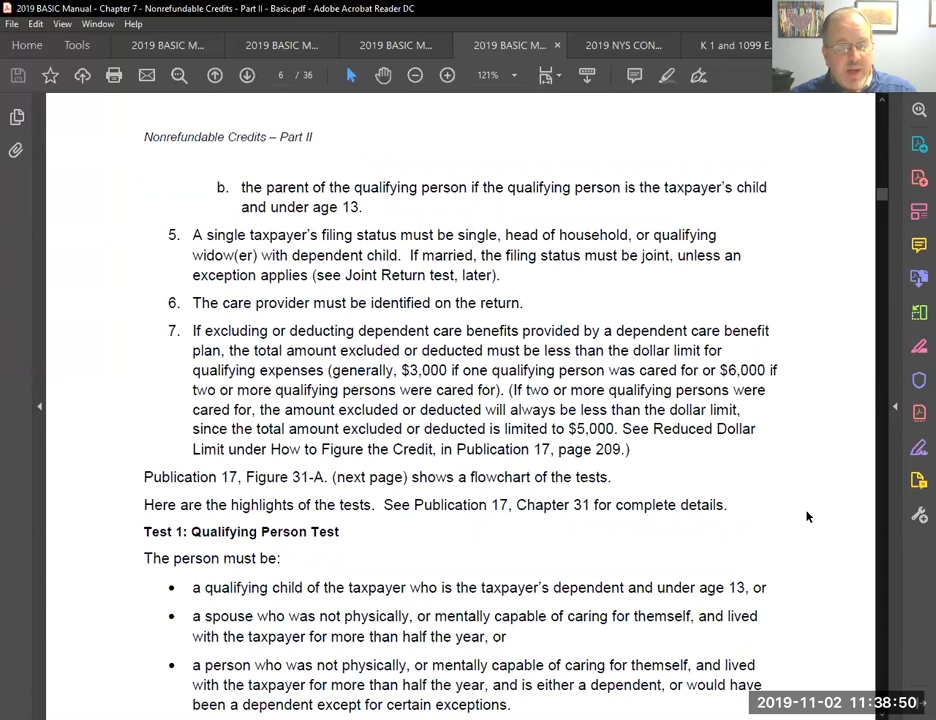 2019 BASIC Manual - Chapter 7 - Nonrefundable Credits - Part II - Basic.pdf - Adobe Acrobat Reader DC
File Edit View Window Help
Home Tools 2019 BASIC M... 2019 BASIC M... 2019 BASIC M... 2019 BASIC M... × 2019 NYS CON... K 1 and 1099 E.
6 / 36 121%
Nonrefundable Credits – Part II
b. the parent of the qualifying person if the qualifying person is the taxpayer's child
and under age 13.
5. A single taxpayer's filing status must be single, head of household, or qualifying
widow(er) with dependent child. If married, the filing status must be joint, unless an
exception applies (see Joint Return test, later).
6. The care provider must be identified on the return.
7. If excluding or deducting dependent care benefits provided by a dependent care benefit
plan, the total amount excluded or deducted must be less than the dollar limit for
qualifying expenses (generally, $3,000 if one qualifying person was cared for or $6,000 if
two or more qualifying persons were cared for). (If two or more qualifying persons were
cared for, the amount excluded or deducted will always be less than the dollar limit,
since the total amount excluded or deducted is limited to $5,000. See Reduced Dollar
Limit under How to Figure the Credit, in Publication 17, page 209.)
Publication 17, Figure 31-A. (next page) shows a flowchart of the tests.
Here are the highlights of the tests. See Publication 17, Chapter 31 for complete details.
Test 1: Qualifying Person Test
The person must be:
• a qualifying child of the taxpayer who is the taxpayer's dependent and under age 13, or
• a spouse who was not physically, or mentally capable of caring for themself, and lived
with the taxpayer for more than half the year, or
• a person who was not physically, or mentally capable of caring for themself, and lived
with the taxpayer for more than half the year, and is either a dependent, or would have
been a dependent except for certain exceptions.
2019-11-02 11:38:50